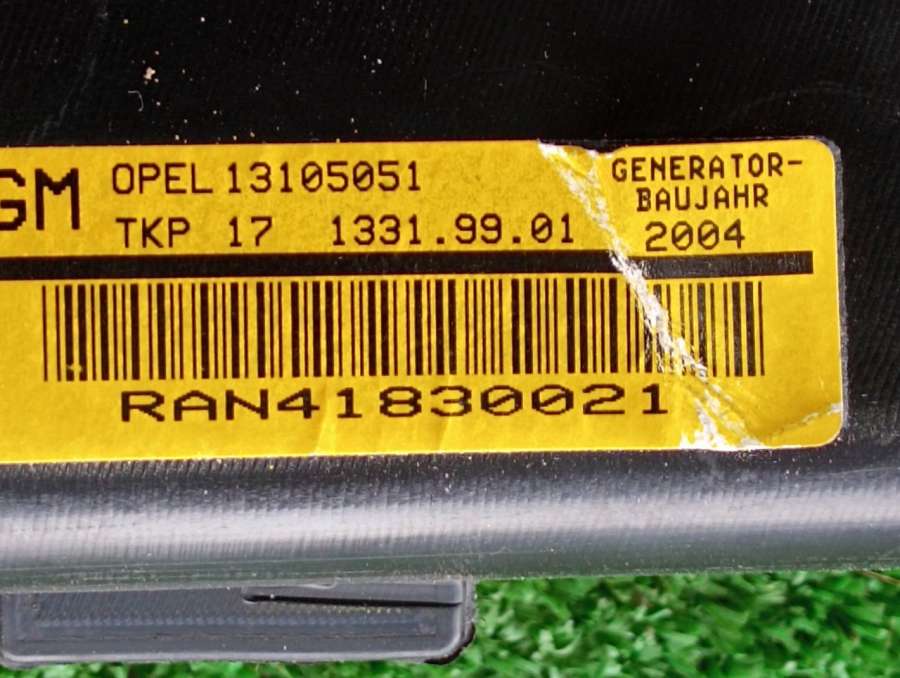 GM OPEL 13105051
TKP 17 1331.99.01
GENERATOR-
BAUJAHR
2004
RAN41830021